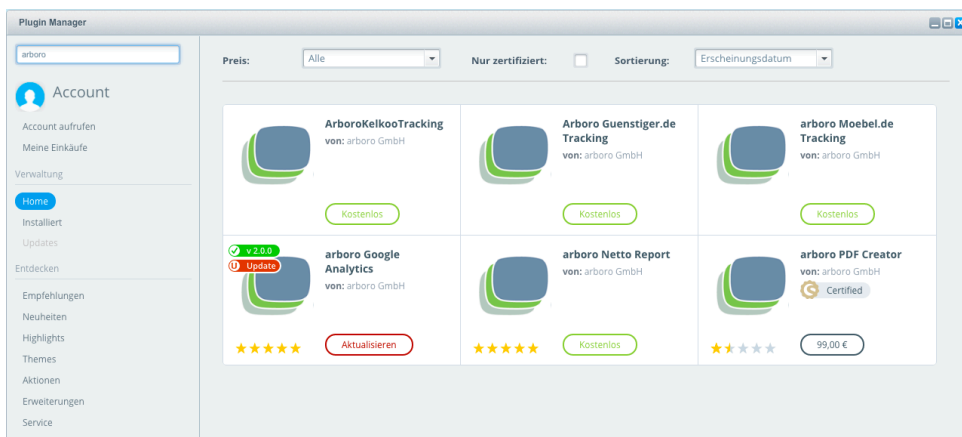 Plugin Manager
arboro
Account
Account aufrufen
Meine Einkäufe
Verwaltung
Home
Installiert
Updates
Entdecken
Empfehlungen
Neuheiten
Highlights
Themes
Aktionen
Erweiterungen
Service
Preis: Alle Nur zertifiziert: Sortierung: Erscheinungsdatum
ArboroKelkooTracking
von: arboro GmbH
Kostenlos
Arboro Guenstiger.de
Tracking
von: arboro GmbH
Kostenlos
arboro Moebel.de
Tracking
von: arboro GmbH
Kostenlos
v 2.0.0
U Update
arboro Google
Analytics
von: arboro GmbH
Aktualisieren
arboro Netto Report
von: arboro GmbH
Kostenlos
arboro PDF Creator
von: arboro GmbH
S Certified
99,00 €